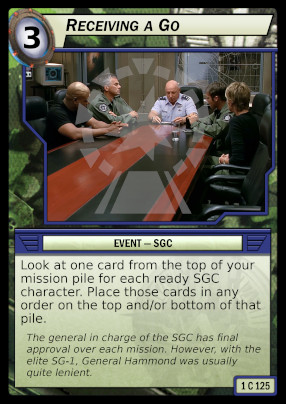 3
RECEIVING A GO
EVENT – SGC
Look at one card from the top of your
mission pile for each ready SGC
character. Place those cards in any
order on the top and/or bottom of that
pile.
The general in charge of the SGC has final
approval over each mission. However, with the
elite SG-1, General Hammond was usually
quite lenient.
1 C 125